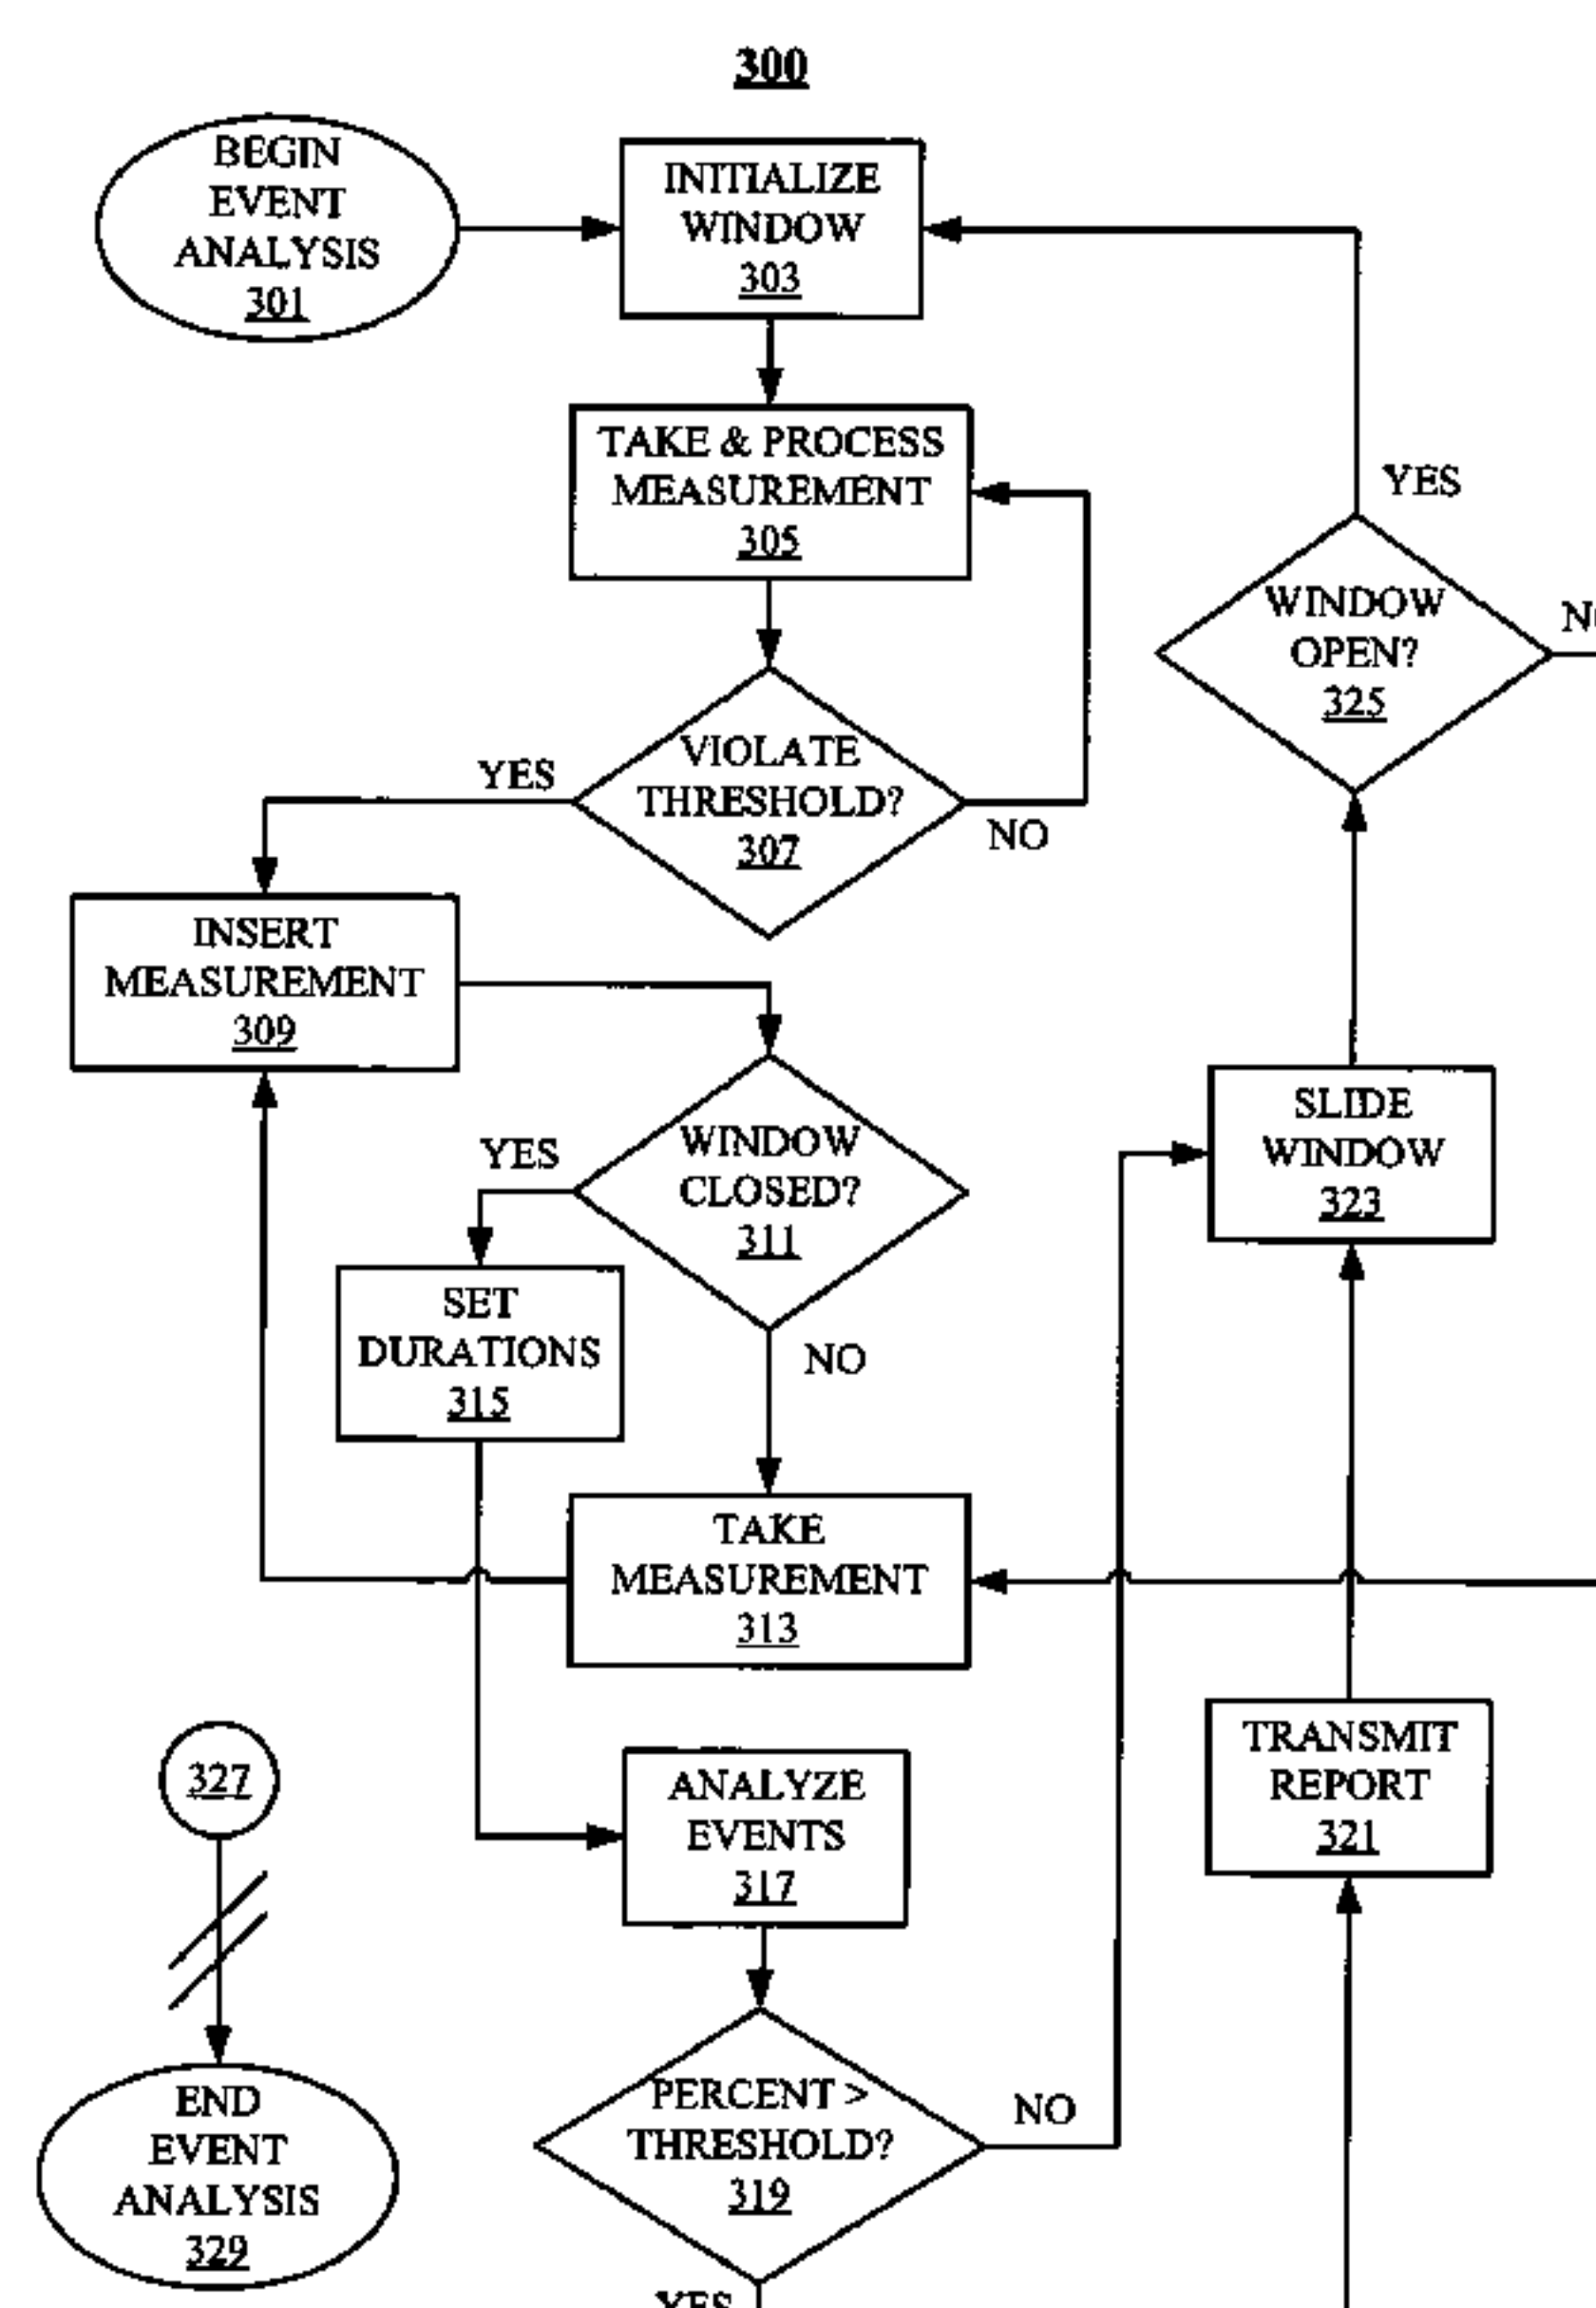 300
BEGIN
EVENT
ANALYSIS
301
INITIALIZE
WINDOW
303
TAKE & PROCESS
MEASUREMENT
305
YES
WINDOW
OPEN?
325
VIOLATE
THRESHOLD?
307
YES
NO
INSERT
MEASUREMENT
309
WINDOW
CLOSED?
311
YES
NO
SLIDE
WINDOW
323
SET
DURATIONS
315
TAKE
MEASUREMENT
313
TRANSMIT
REPORT
321
327
ANALYZE
EVENTS
317
PERCENT >
THRESHOLD?
319
NO
YES
END
EVENT
ANALYSIS
329